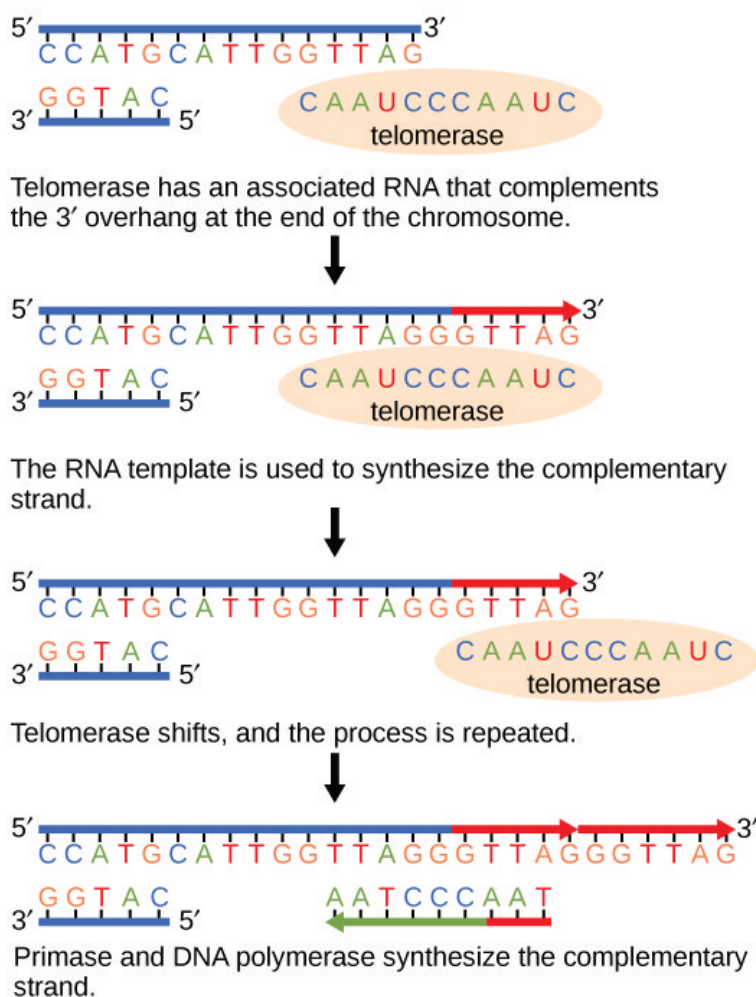 5′ 3′
CCATGCATTGGTTAG
GGTAC
CAAUCCCAAUC
3′ 5′
telomerase
Telomerase has an associated RNA that complements
the 3′ overhang at the end of the chromosome.
5′ 3′
CCATGCATTGGTTAGGGTTAG
GGTAC
CAAUCCCAAUC
3′ 5′
telomerase
The RNA template is used to synthesize the complementary
strand.
5′ 3′
CCATGCATTGGTTAGGGTTAG
GGTAC
CAAUCCCAAUC
3′ 5′
telomerase
Telomerase shifts, and the process is repeated.
5′ 3′
CCATGCATTGGTTAGGGTTAGGGTTAG
GGTAC AATCCCAAT
3′ 5′
Primase and DNA polymerase synthesize the complementary
strand.